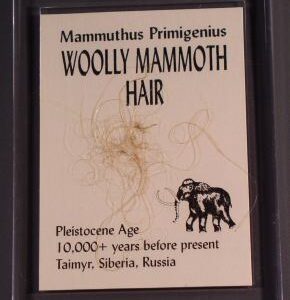 Mammuthus Primigenius
WOOLLY MAMMOTH
HAIR
Pleistocene Age
10,000+ years before present
Taimyr, Siberia, Russia